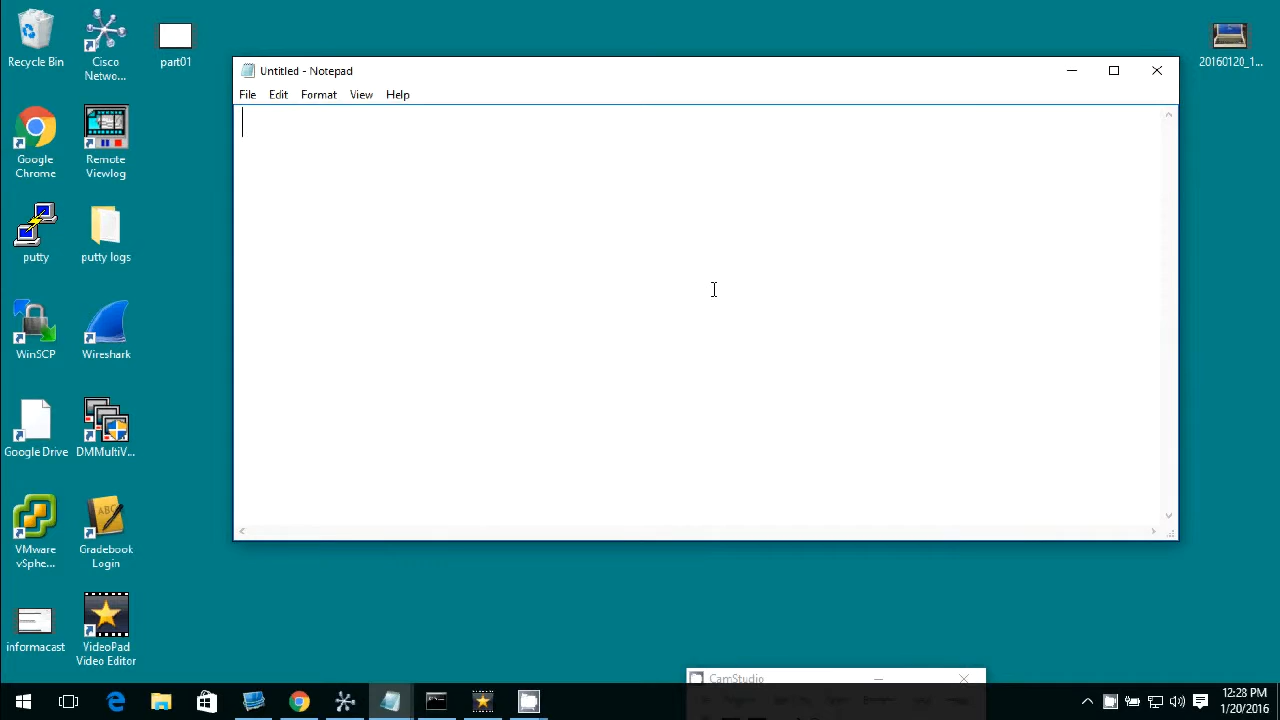 Recycle Bin
Cisco
Netwo...
part01
20160120_1...
Untitled - Notepad
File Edit Format View Help
Google
Chrome
Remote
Viewlog
putty
putty logs
WinSCP
Wireshark
Google Drive
DMMultiV...
VMware
vSphe...
ABC
Gradebook
Login
informacast
VideoPad
Video Editor
CamStudio
12:28 PM
1/20/2016